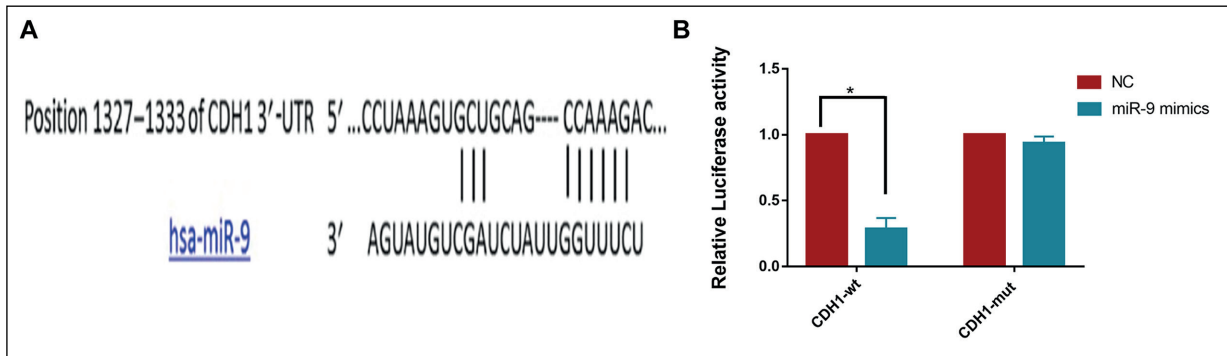 A
Position 1327–1333 of CDH1 3′-UTR 5′ ...CCUAAAGUGCUGCAG---- CCAAAGAC...
hsa-miR-9 3′ AGUAUGUCGAUCUAUUGGUUUCU
B
Relative Luciferase activity
1.5
1.0
0.5
0.0
*
NC
miR-9 mimics
CDH1-wt
CDH1-mut